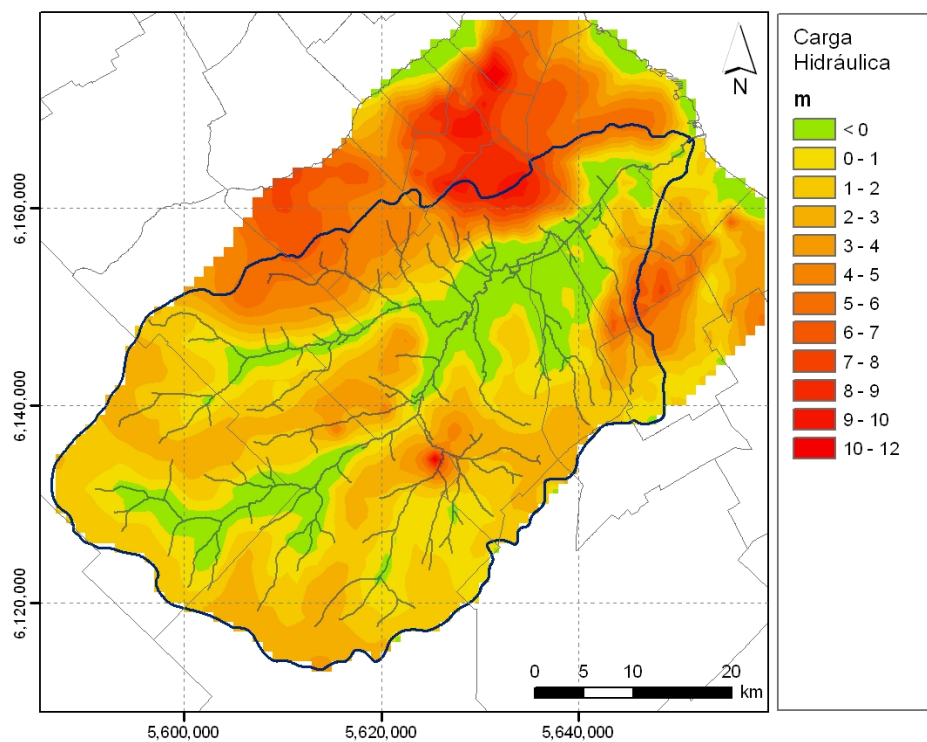 Carga
Hidráulica
m
< 0
0 - 1
1 - 2
2 - 3
3 - 4
4 - 5
5 - 6
6 - 7
7 - 8
8 - 9
9 - 10
10 - 12
N
6,160,000
6,140,000
6,120,000
0 5 10 20
km
5,600,000 5,620,000 5,640,000